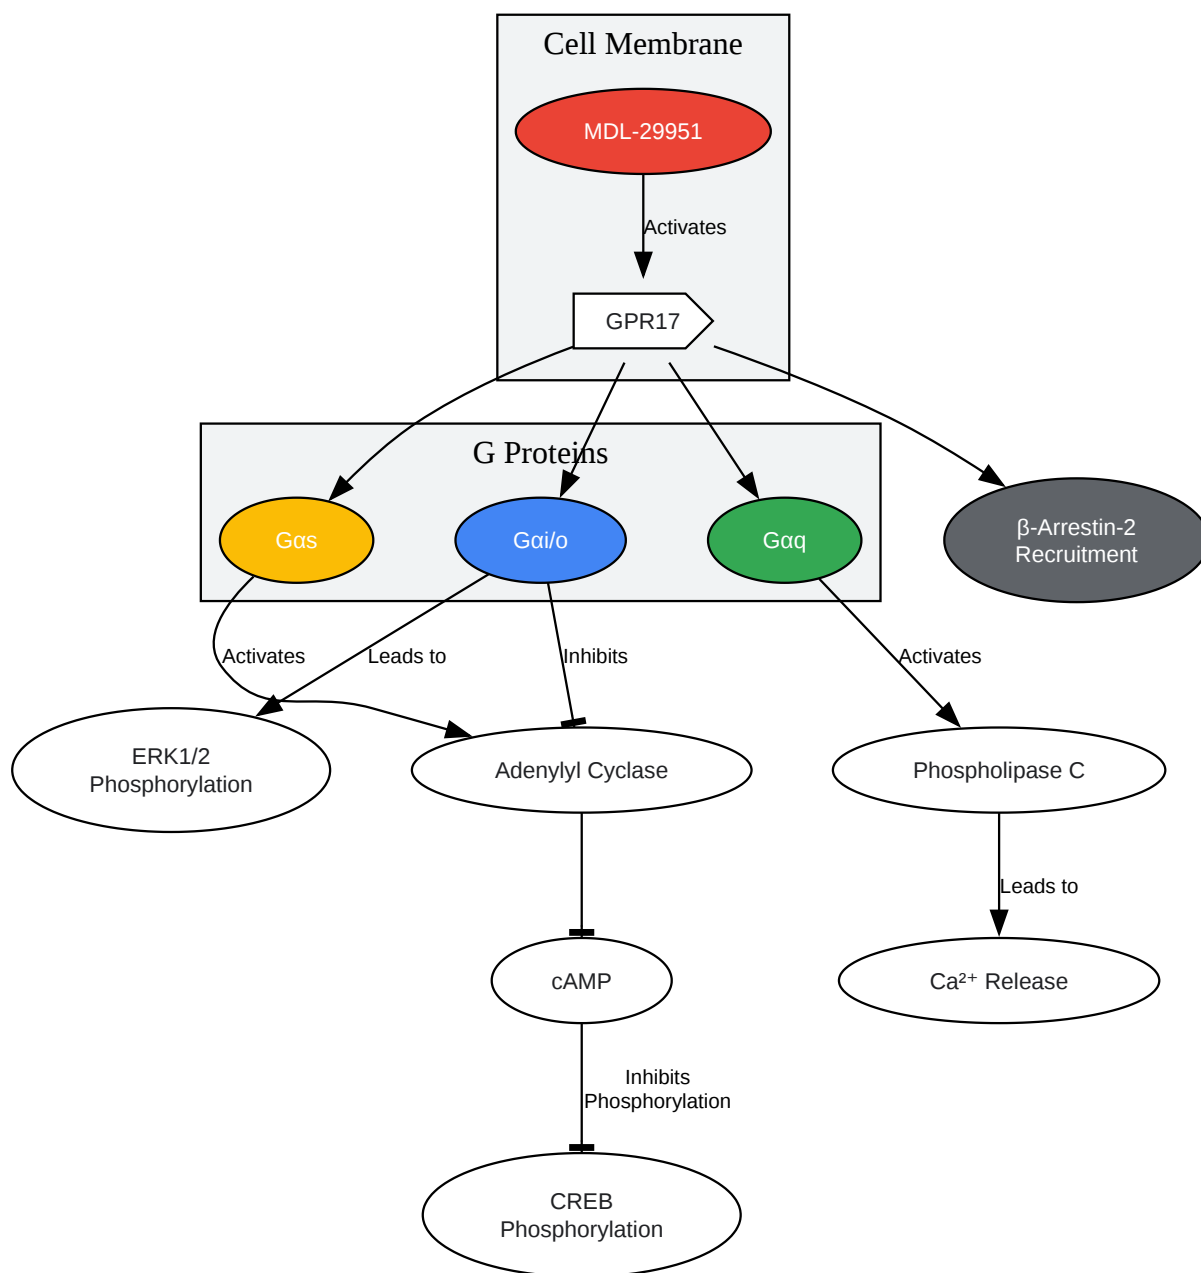 Cell Membrane
MDL-29951
Activates
GPR17
G Proteins
Gαs
Gαi/o
Gαq
β-Arrestin-2
Recruitment
Activates
Leads to
Inhibits
Activates
ERK1/2
Phosphorylation
Adenylyl Cyclase
Phospholipase C
Leads to
cAMP
Ca²⁺ Release
Inhibits
Phosphorylation
CREB
Phosphorylation